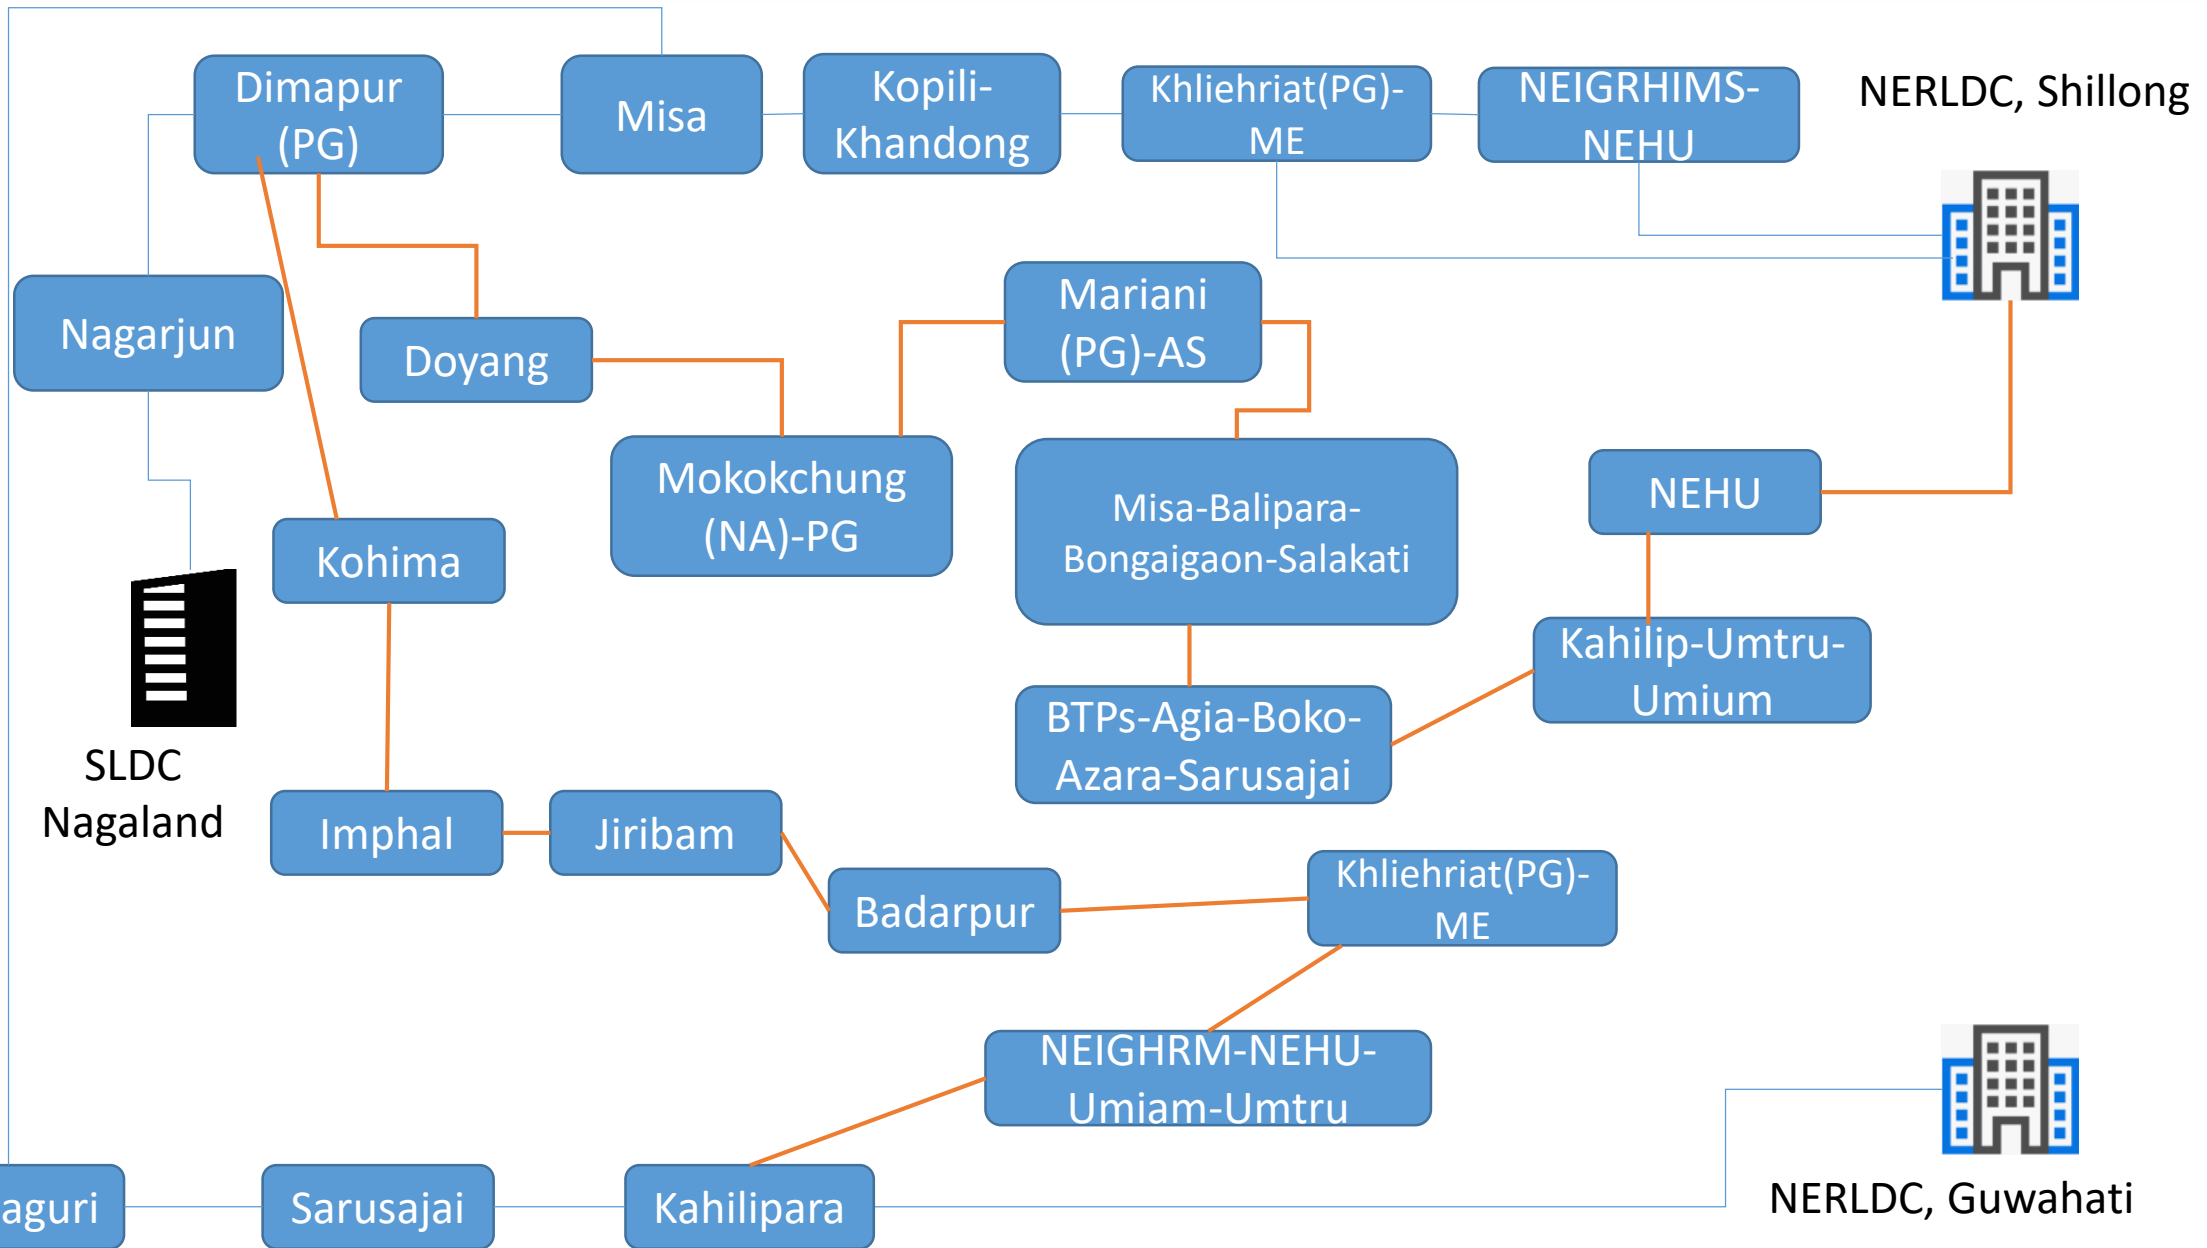 Dimapur
(PG)
Misa
Kopili-
Khandong
Khliehriat(PG)-
ME
NEIGRHIMS-
NEHU
NERLDC, Shillong
Nagarjun
Doyang
Mariani
(PG)-AS
Mokokchung
(NA)-PG
Misa-Balipara-
Bongaigaon-Salakati
NEHU
Kohima
Kahilip-Umtru-
Umium
BTPs-Agia-Boko-
Azara-Sarusajai
SLDC
Nagaland
Imphal
Jiribam
Badarpur
Khliehriat(PG)-
ME
NEIGHRM-NEHU-
Umiam-Umtru
aguri
Sarusajai
Kahilipara
NERLDC, Guwahati